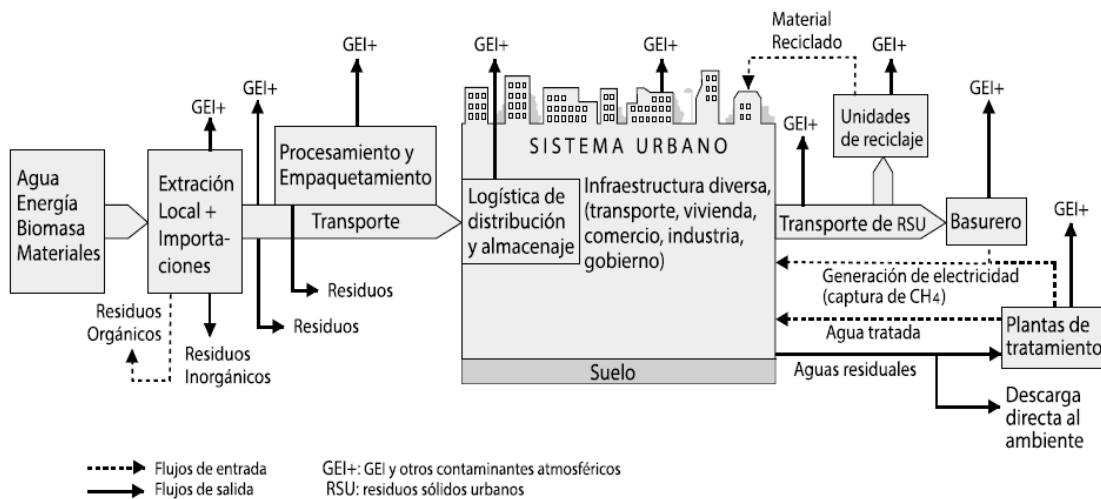 GEI+
GEI+
GEI+
Material
Reciclado
GEI+
GEI+
GEI+
GEI+
GEI+
GEI+
Agua
Energía
Biomasa
Materiales
Extración
Local +
Importa-
ciones
Procesamiento y
Empaquetamiento
Transporte
SISTEMA URBANO
Logística de
distribución
y almacenaje
Infraestructura diversa,
(transporte, vivienda,
comercio, industria,
gobierno)
Unidades
de reciclaje
Transporte de RSU
Basurero
Generación de electricidad
(captura de CH4)
Agua tratada
Plantas de
tratamiento
Residuos
Orgánicos
Residuos
Inorgánicos
Residuos
Residuos
Suelo
Aguas residuales
Descarga
directa al
ambiente
Flujos de entrada
GEI+: GEI y otros contaminantes atmosféricos
Flujos de salida
RSU: residuos sólidos urbanos